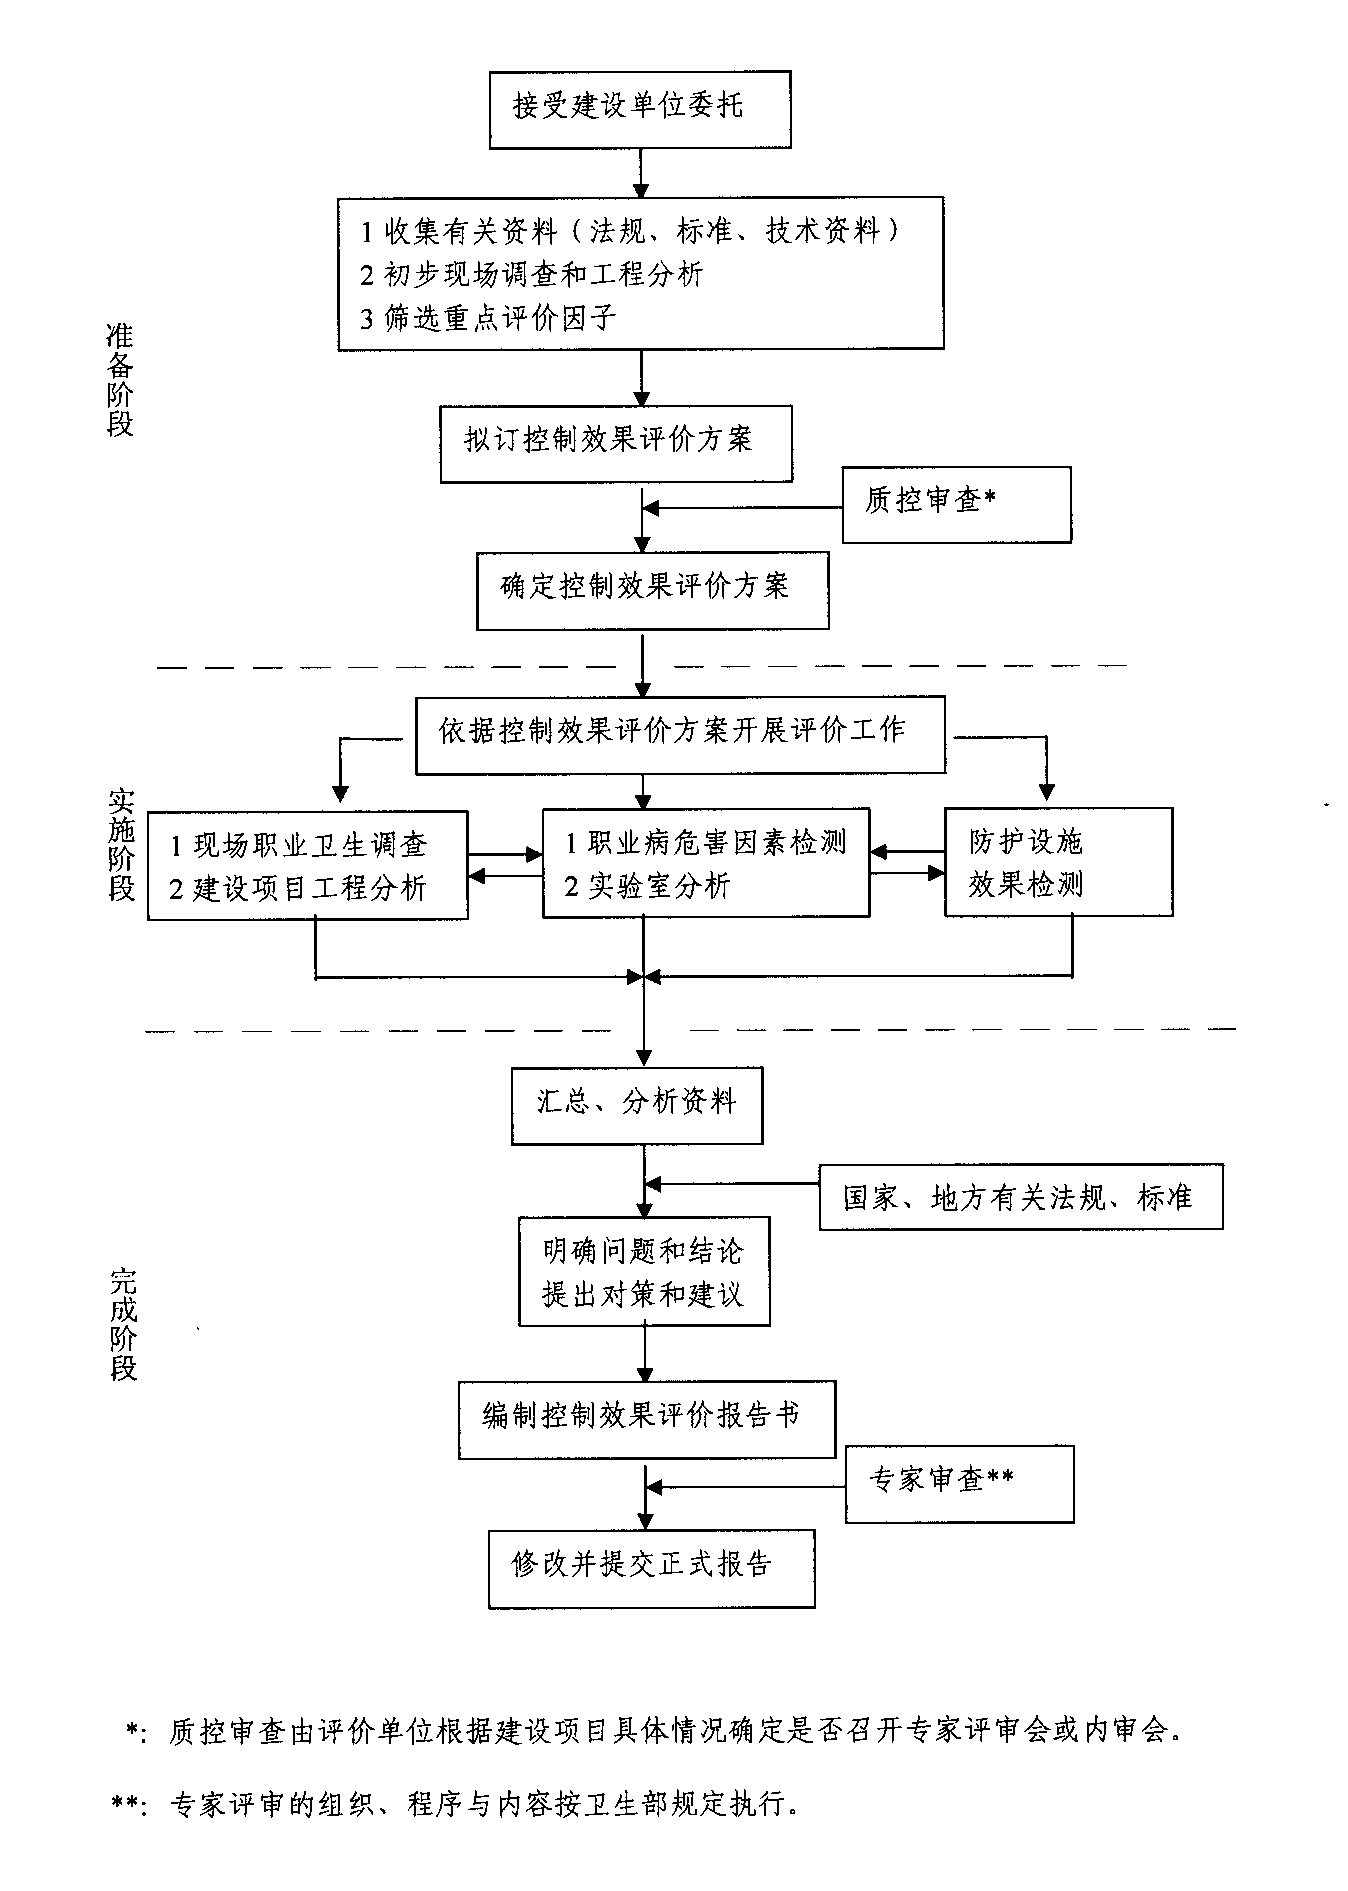 接受建设单位委托
1 收集有关资料（法规、标准、技术资料）
2 初步现场调查和工程分析
3 筛选重点评价因子
准备阶段
拟订控制效果评价方案
质控审查*
确定控制效果评价方案
依据控制效果评价方案开展评价工作
实施阶段
1 现场职业卫生调查
2 建设项目工程分析
1 职业病危害因素检测
2 实验室分析
防护设施
效果检测
汇总、分析资料
国家、地方有关法规、标准
明确问题和结论
提出对策和建议
完成阶段
编制控制效果评价报告书
专家审查**
修改并提交正式报告
*：质控审查由评价单位根据建设项目具体情况确定是否召开专家评审会或内审会。
**：专家评审的组织、程序与内容按卫生部规定执行。